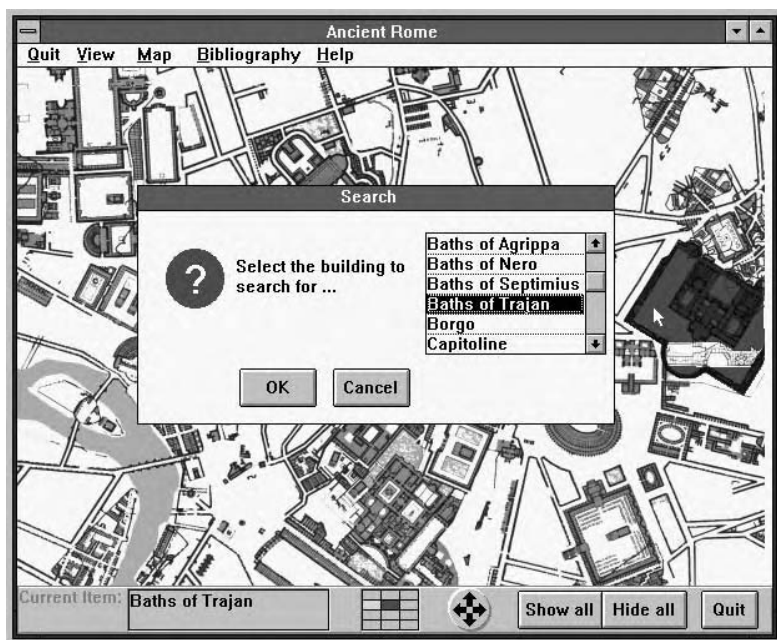 Ancient Rome
Quit View Map Bibliography Help
Search
?
Select the building to
search for ...
Baths of Agrippa
Baths of Nero
Baths of Septimius
Baths of Trajan
Borgo
Capitoline
OK Cancel
Current Item: Baths of Trajan
Show all Hide all Quit